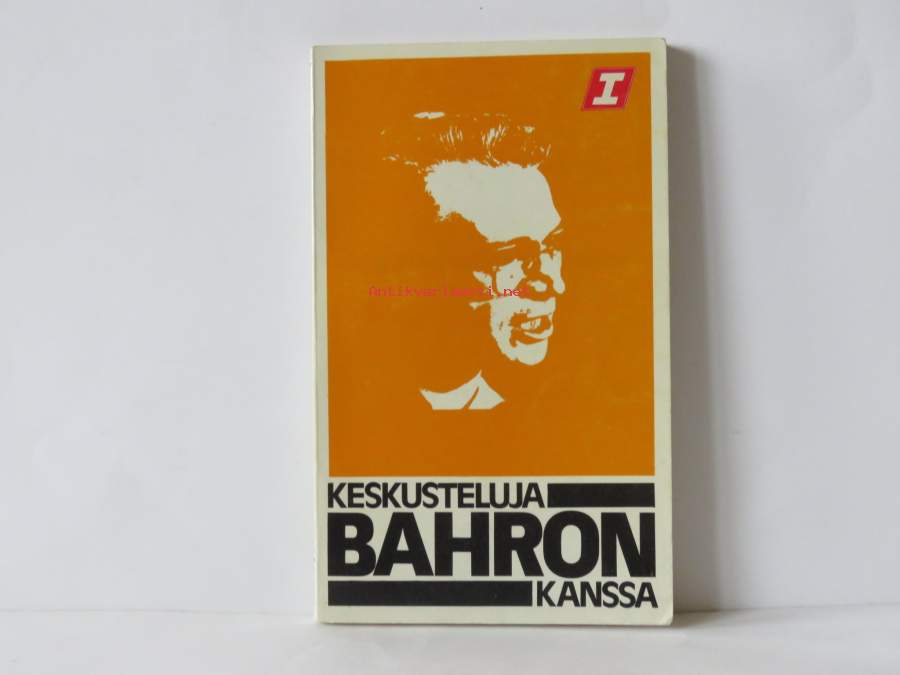 I
Antikvariaatti.net
KESKUSTELUJA
BAHRON
KANSSA